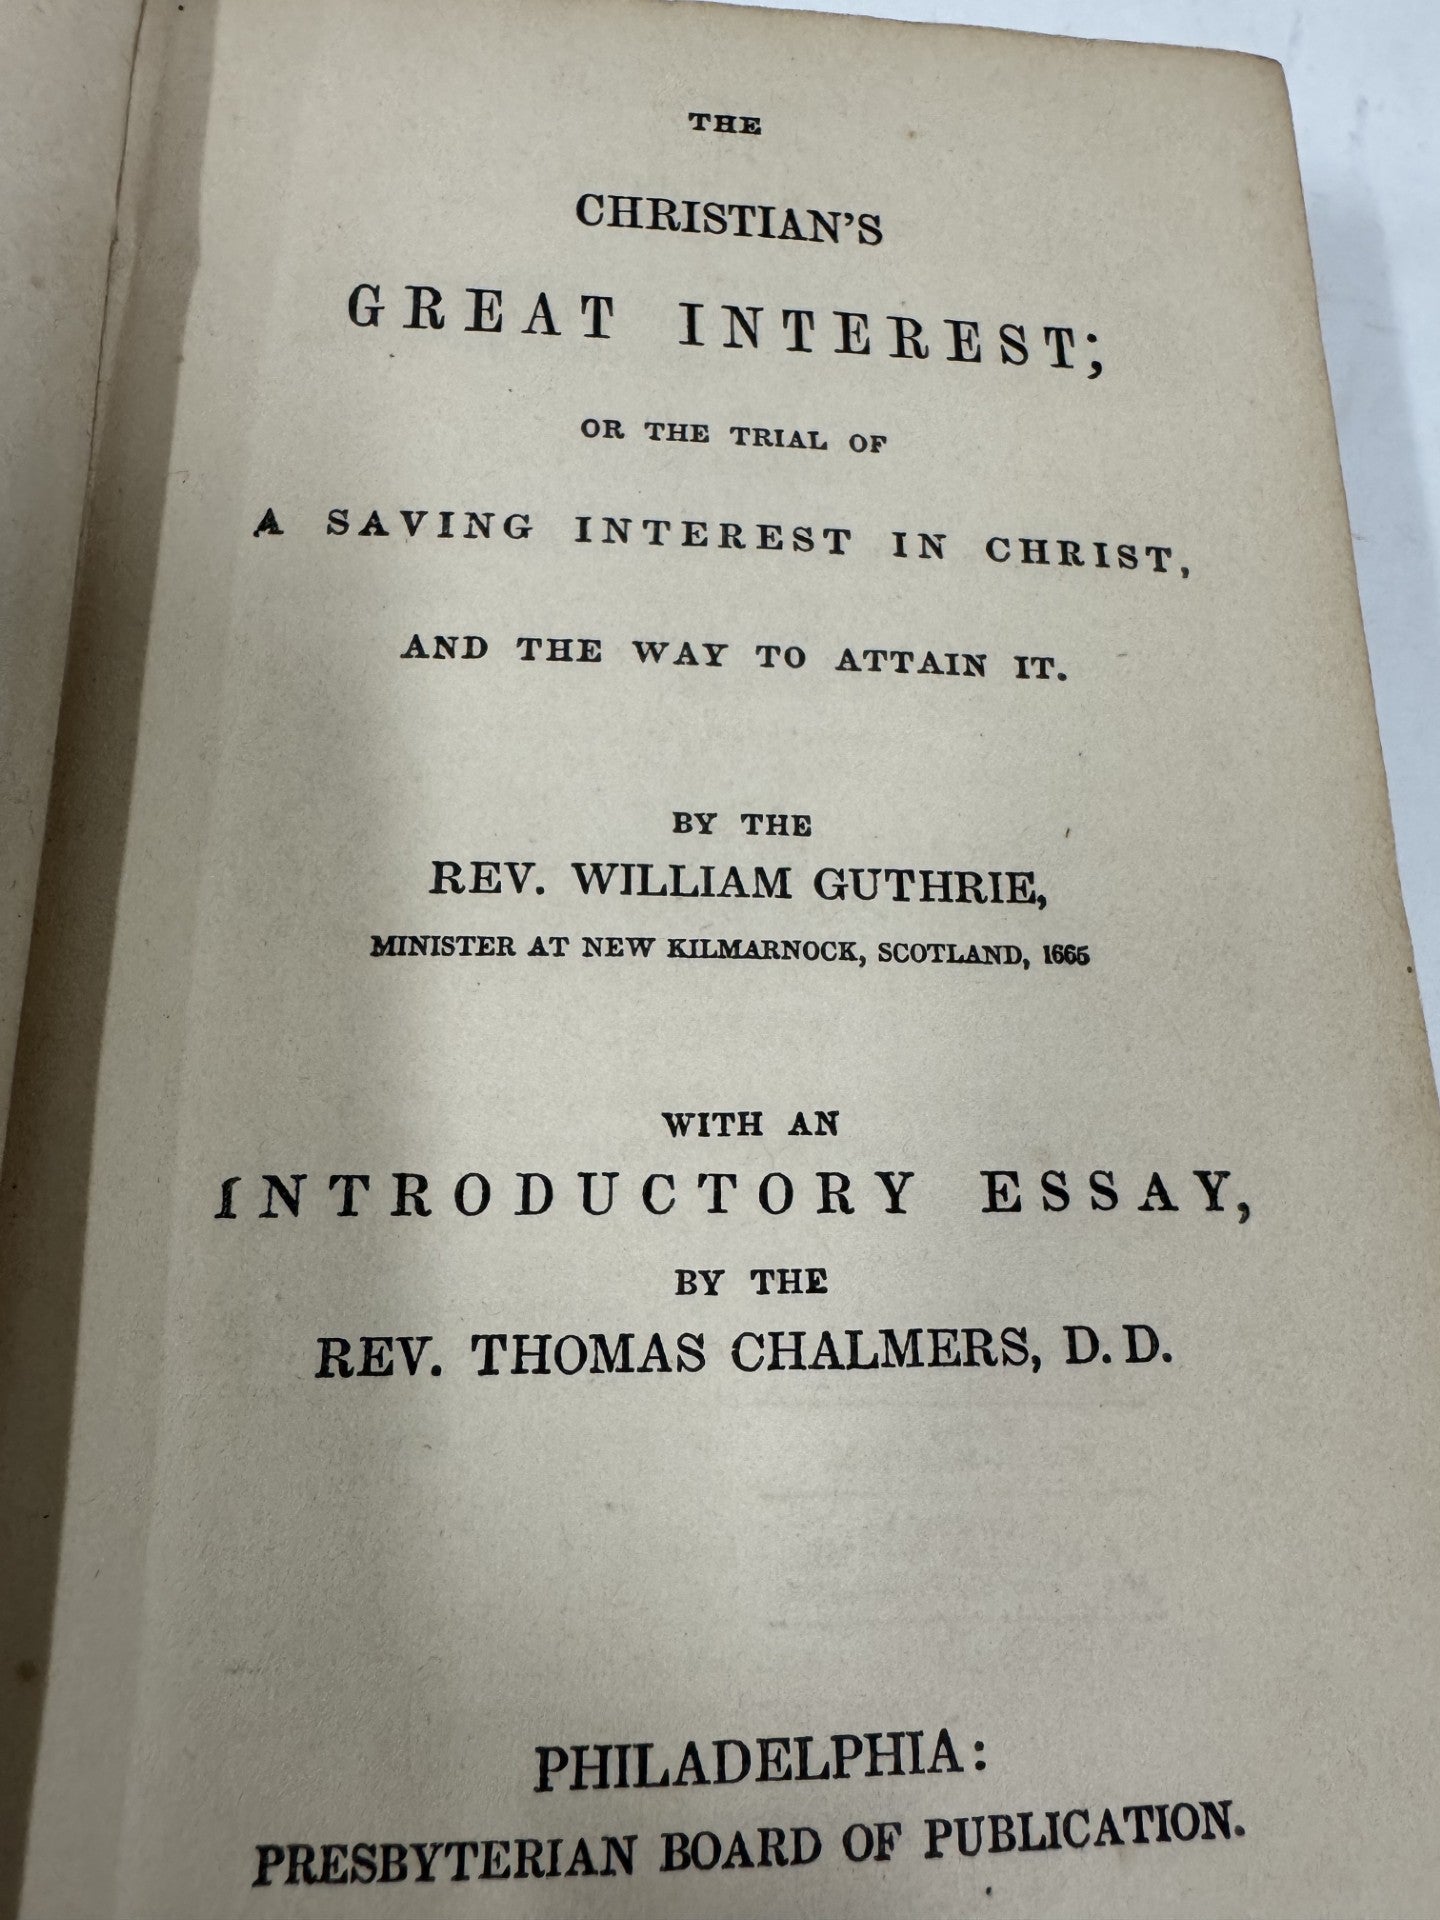 THE
CHRISTIAN'S
GREAT INTEREST;
OR THE TRIAL OF
A SAVING INTEREST IN CHRIST,
AND THE WAY TO ATTAIN IT.
BY THE
REV. WILLIAM GUTHRIE,
MINISTER AT NEW KILMARNOCK, SCOTLAND, 1665
WITH AN
INTRODUCTORY ESSAY,
BY THE
REV. THOMAS CHALMERS, D. D.
PHILADELPHIA:
PRESBYTERIAN BOARD OF PUBLICATION.